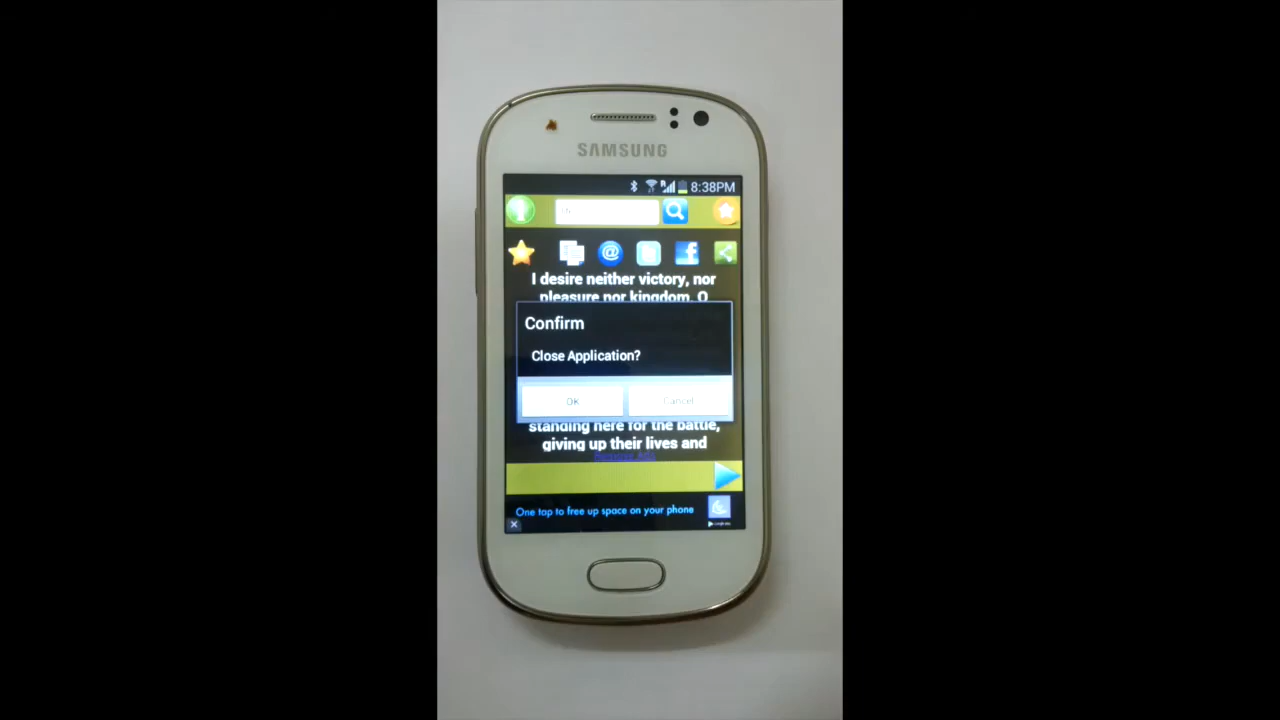 SAMSUNG
8:38PM
I desire neither victory, nor
pleasure nor kingdom, O
Confirm
Close Application?
OK
Cancel
standing here for the battle,
giving up their lives and
One tap to free up space on your phone